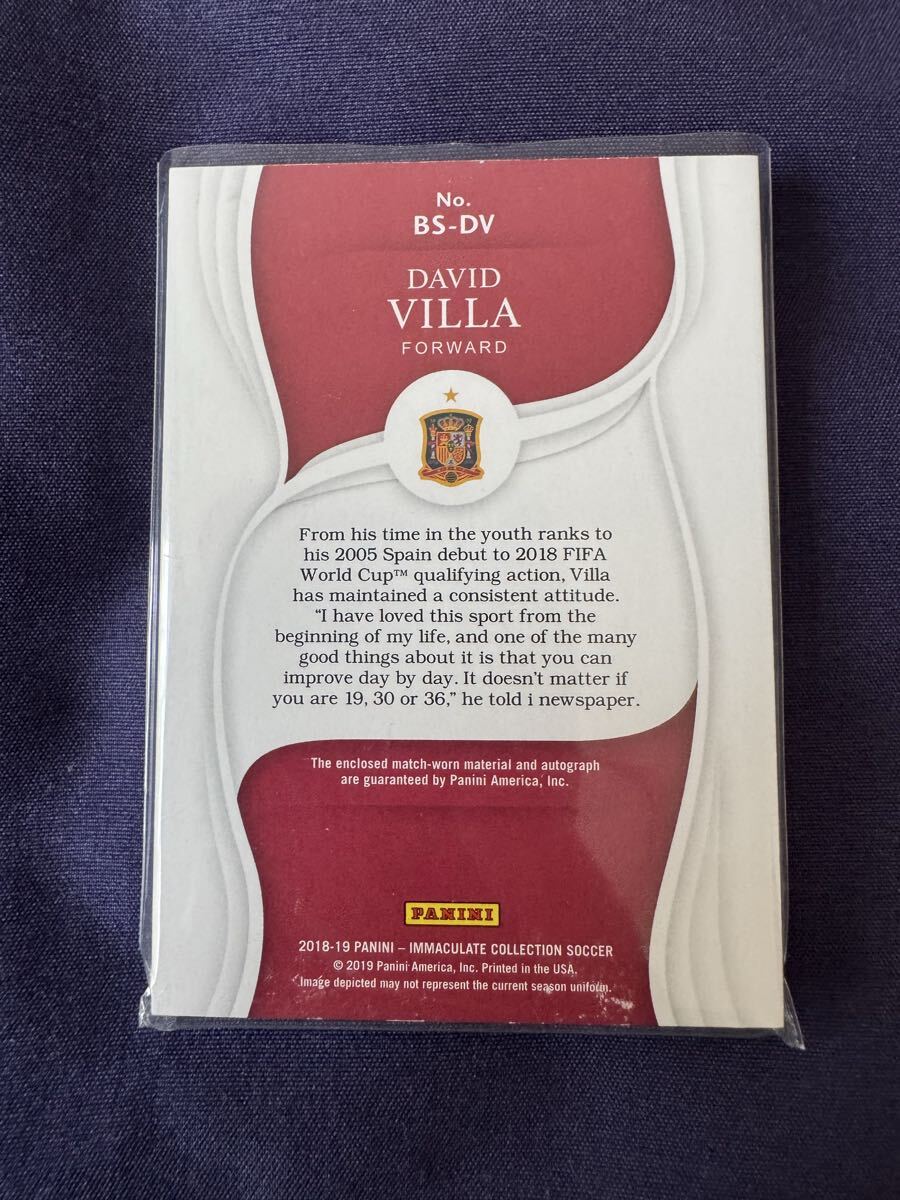 No.
BS-DV
DAVID
VILLA
FORWARD
From his time in the youth ranks to
his 2005 Spain debut to 2018 FIFA
World Cup™ qualifying action, Villa
has maintained a consistent attitude.
“I have loved this sport from the
beginning of my life, and one of the many
good things about it is that you can
improve day by day. It doesn’t matter if
you are 19, 30 or 36,” he told i newspaper.
The enclosed match-worn material and autograph
are guaranteed by Panini America, Inc.
PANINI
2018-19 PANINI – IMMACULATE COLLECTION SOCCER
© 2019 Panini America, Inc. Printed in the USA.
Image depicted may not represent the current season uniform.